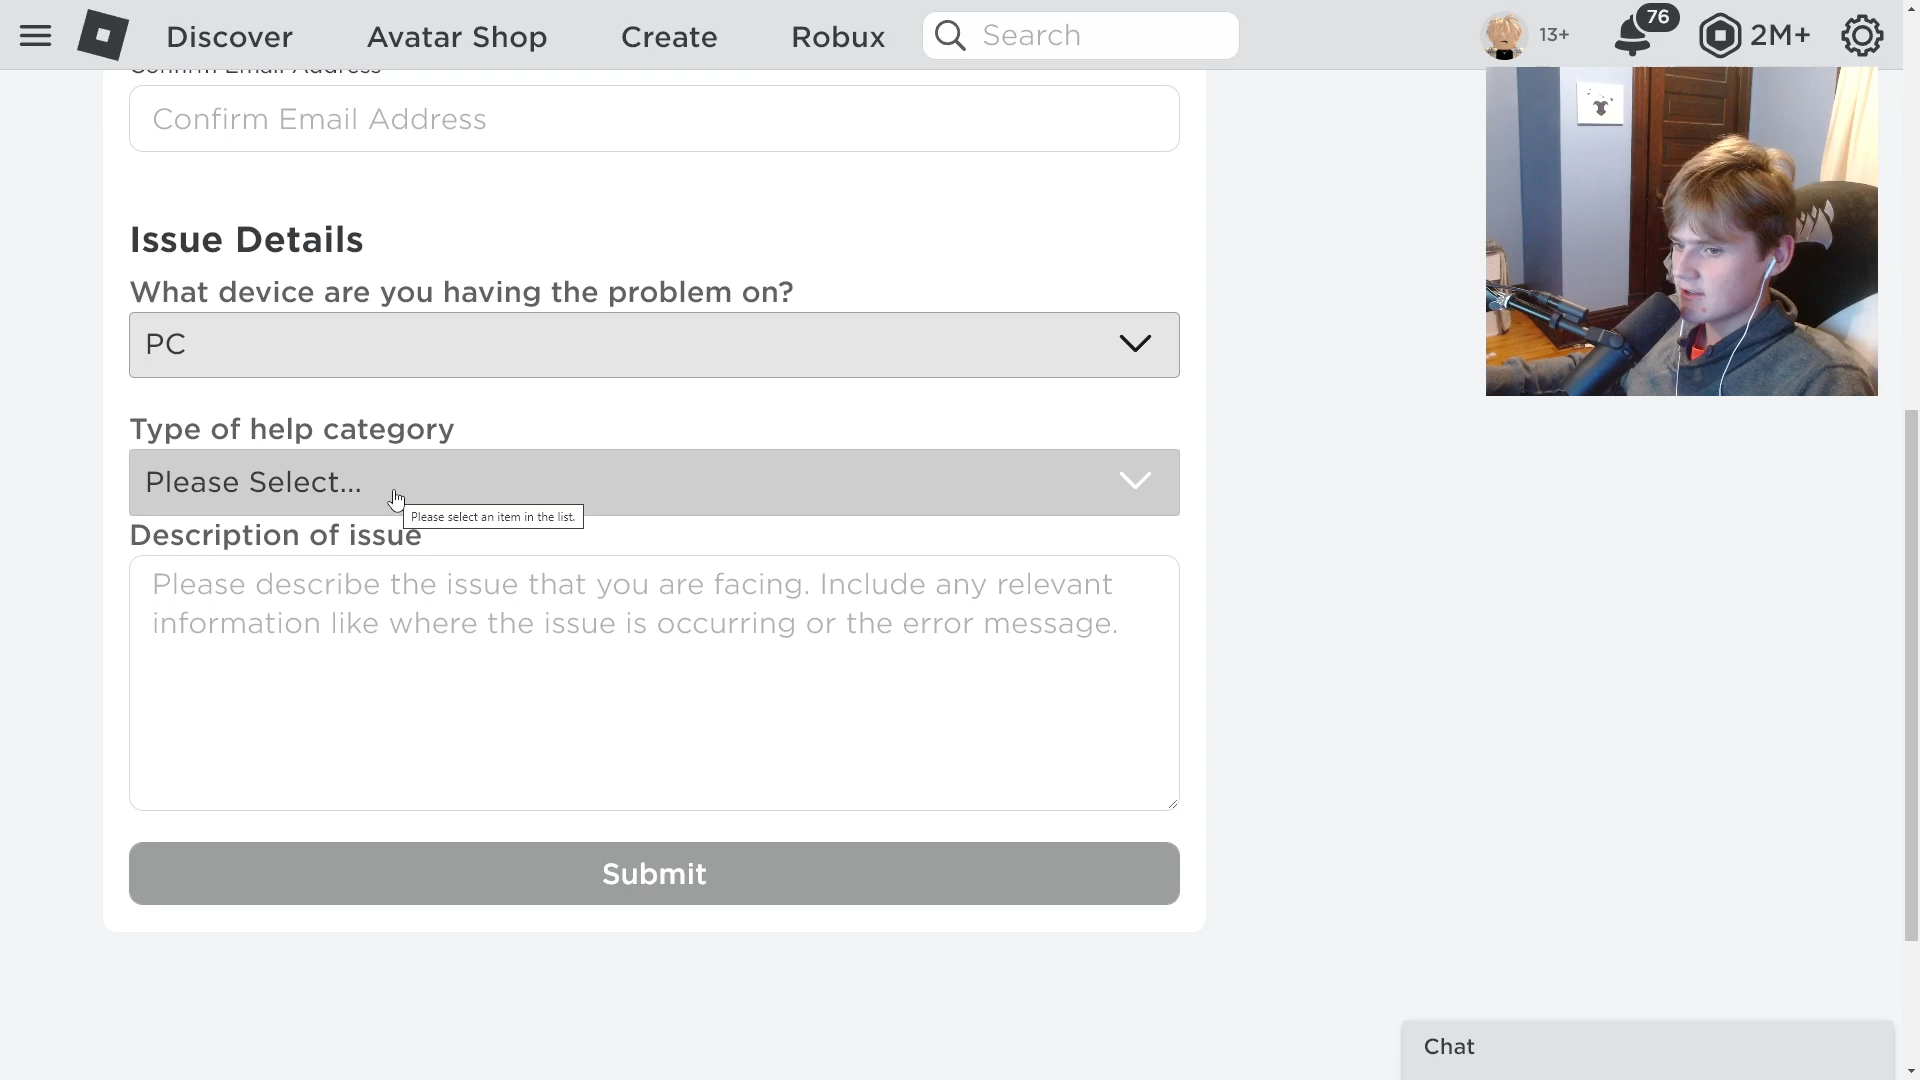 Discover
Avatar Shop
Create
Robux
Search
13+
76
2M+
Confirm Email Address
Confirm Email Address
Issue Details
What device are you having the problem on?
PC
Type of help category
Please Select...
Please select an item in the list.
Description of issue
Please describe the issue that you are facing. Include any relevant
information like where the issue is occurring or the error message.
Submit
Chat